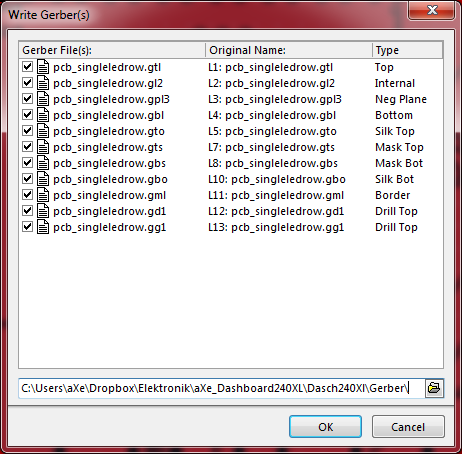 Write Gerber(s)
Gerber File(s): Original Name: Type
pcb_singleledrow.gtl L1: pcb_singleledrow.gtl Top
pcb_singleledrow.gl2 L2: pcb_singleledrow.gl2 Internal
pcb_singleledrow.gpl3 L3: pcb_singleledrow.gpl3 Neg Plane
pcb_singleledrow.gbl L4: pcb_singleledrow.gbl Bottom
pcb_singleledrow.gto L5: pcb_singleledrow.gto Silk Top
pcb_singleledrow.gts L7: pcb_singleledrow.gts Mask Top
pcb_singleledrow.gbs L8: pcb_singleledrow.gbs Mask Bot
pcb_singleledrow.gbo L10: pcb_singleledrow.gbo Silk Bot
pcb_singleledrow.gml L11: pcb_singleledrow.gml Border
pcb_singleledrow.gd1 L12: pcb_singleledrow.gd1 Drill Top
pcb_singleledrow.gg1 L13: pcb_singleledrow.gg1 Drill Top
C:\Users\aXe\Dropbox\Elektronik\aXe_Dashboard240XL\Dasch240Xl\Gerber\
OK Cancel